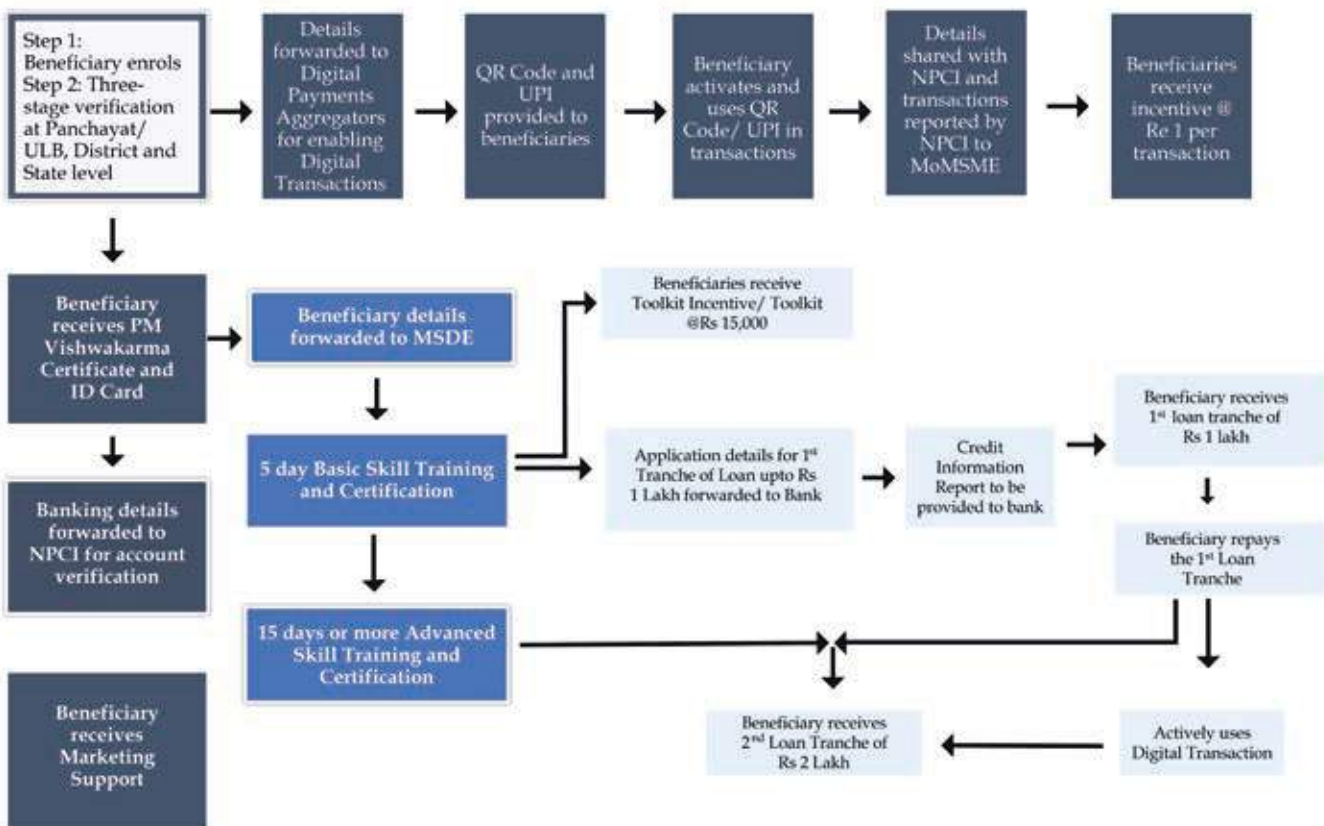 Step 1:
Beneficiary enrols
Step 2: Three-
stage verification
at Panchayat/
ULB, District and
State level
Details
forwarded to
Digital
Payments
Aggregators
for enabling
Digital
Transactions
QR Code and
UPI
provided to
beneficiaries
Beneficiary
activates and
uses QR
Code/ UPI in
transactions
Details
shared with
NPCI and
transactions
reported by
NPCI to
MoMSME
Beneficiaries
receive
incentive @
Re 1 per
transaction
Beneficiary
receives PM
Vishwakarma
Certificate and
ID Card
Beneficiary details
forwarded to MSDE
Beneficiaries receive
Toolkit Incentive/ Toolkit
@Rs 15,000
5 day Basic Skill Training
and Certification
Application details for 1st
Tranche of Loan upto Rs
1 Lakh forwarded to Bank
Credit
Information
Report to be
provided to bank
Beneficiary receives
1st loan tranche of
Rs 1 lakh
Banking details
forwarded to
NPCI for account
verification
Beneficiary repays
the 1st Loan
Tranche
15 days or more Advanced
Skill Training and
Certification
Beneficiary
receives
Marketing
Support
Beneficiary receives
2nd Loan Tranche of
Rs 2 Lakh
Actively uses
Digital Transaction